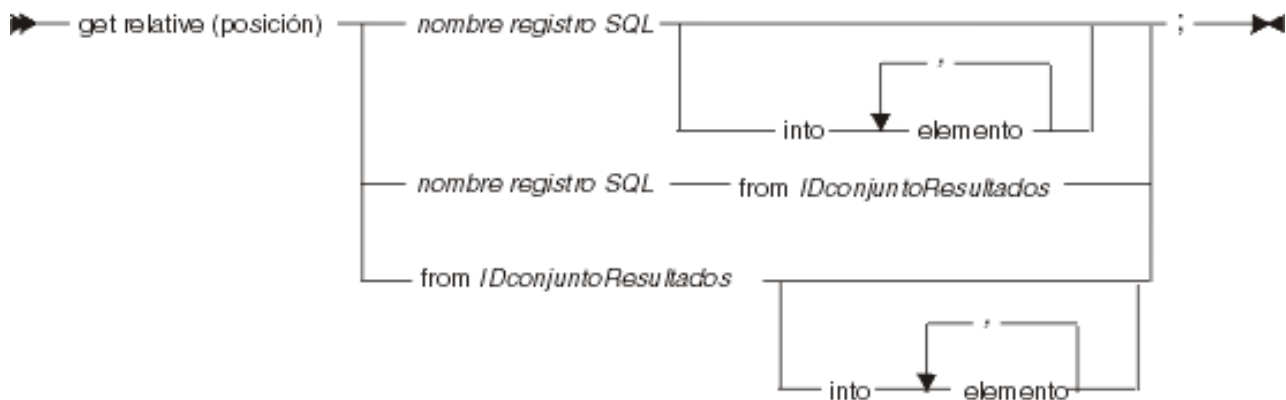 get relative (posición) nombre registro SQL ;
,
into elemento
nombre registro SQL from IDconjuntoResultados
from IDconjuntoResultados
,
into elemento